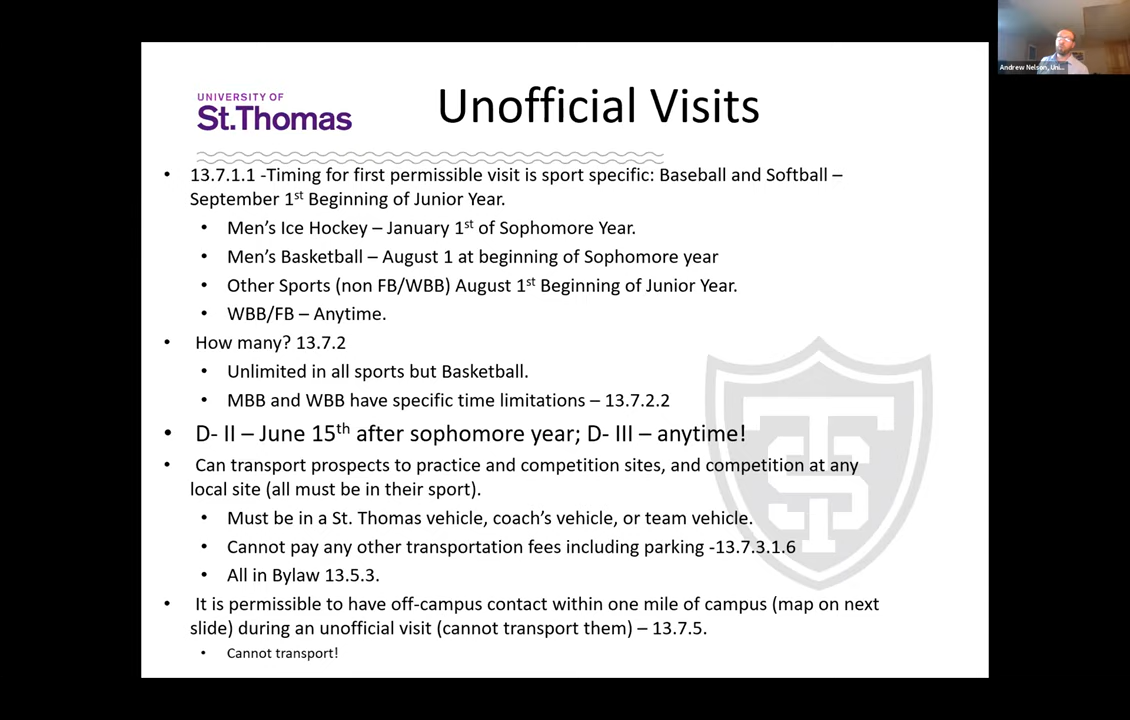 UNIVERSITY OF
St.Thomas
Unofficial Visits
Andrew Nelson, Uni...
• 13.7.1.1 -Timing for first permissible visit is sport specific: Baseball and Softball –
September 1st Beginning of Junior Year.
• Men’s Ice Hockey – January 1st of Sophomore Year.
• Men’s Basketball – August 1 at beginning of Sophomore year
• Other Sports (non FB/WBB) August 1st Beginning of Junior Year.
• WBB/FB – Anytime.
• How many? 13.7.2
• Unlimited in all sports but Basketball.
• MBB and WBB have specific time limitations – 13.7.2.2
• D- II – June 15th after sophomore year; D- III – anytime!
• Can transport prospects to practice and competition sites, and competition at any
local site (all must be in their sport).
• Must be in a St. Thomas vehicle, coach’s vehicle, or team vehicle.
• Cannot pay any other transportation fees including parking -13.7.3.1.6
• All in Bylaw 13.5.3.
• It is permissible to have off-campus contact within one mile of campus (map on next
slide) during an unofficial visit (cannot transport them) – 13.7.5.
• Cannot transport!